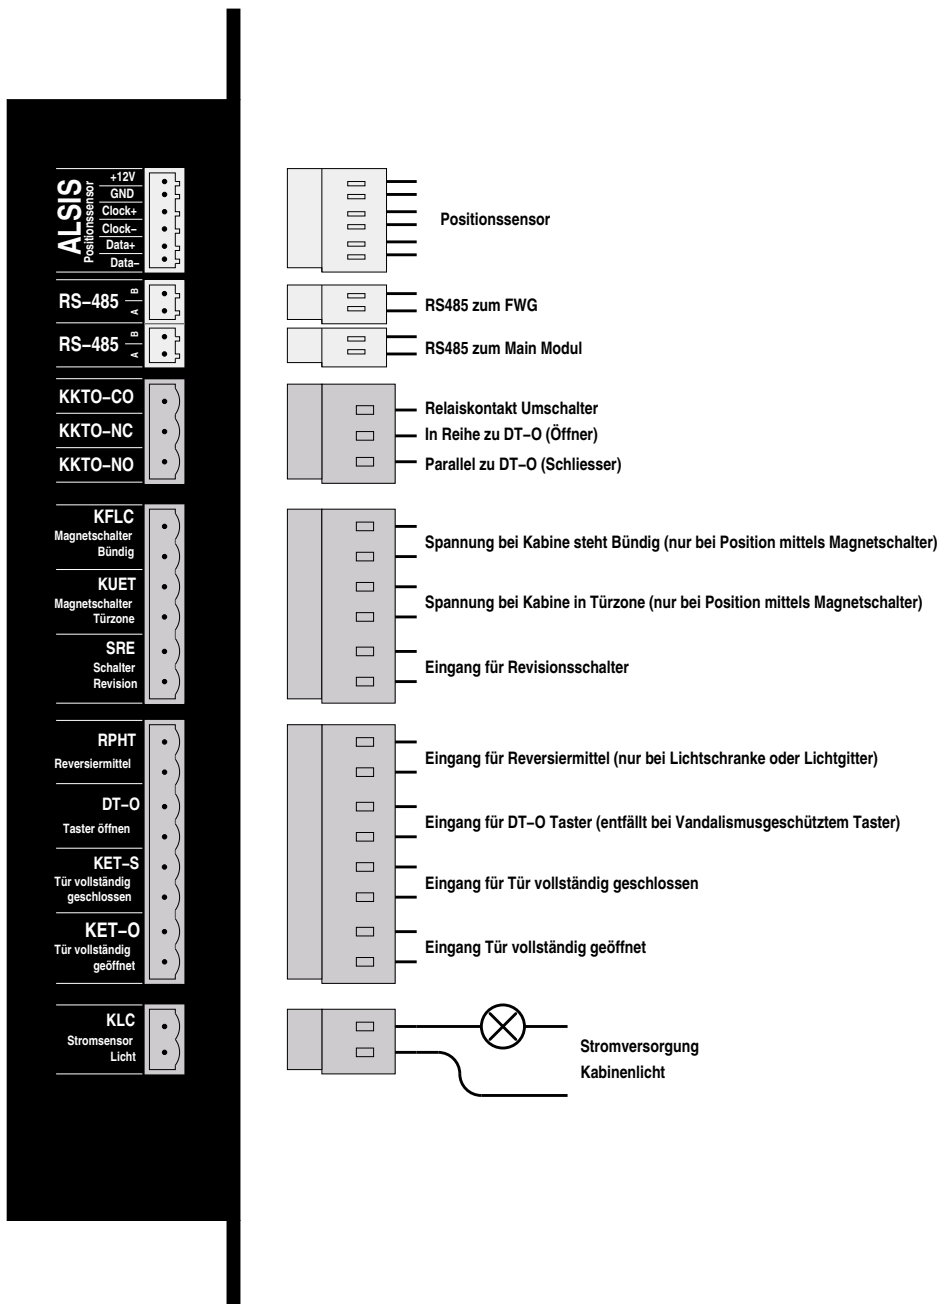 ALSIS
Positionssensor
+12V
GND
Clock+
Clock−
Data+
Data−
Positionssensor
RS−485
B
A
RS485 zum FWG
RS−485
B
A
RS485 zum Main Modul
KKTO−CO
Relaiskontakt Umschalter
KKTO−NC
In Reihe zu DT−O (Öffner)
KKTO−NO
Parallel zu DT−O (Schliesser)
KFLC
Magnetschalter
Bündig
Spannung bei Kabine steht Bündig (nur bei Position mittels Magnetschalter)
KUET
Magnetschalter
Türzone
Spannung bei Kabine in Türzone (nur bei Position mittels Magnetschalter)
SRE
Schalter
Revision
Eingang für Revisionsschalter
RPHT
Reversiermittel
Eingang für Reversiermittel (nur bei Lichtschranke oder Lichtgitter)
DT−O
Taster öffnen
Eingang für DT−O Taster (entfällt bei Vandalismusgeschütztem Taster)
KET−S
Tür vollständig
geschlossen
Eingang für Tür vollständig geschlossen
KET−O
Tür vollständig
geöffnet
Eingang Tür vollständig geöffnet
KLC
Stromsensor
Licht
Stromversorgung
Kabinenlicht